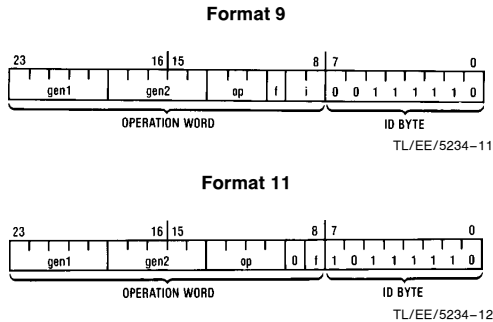 Format 9
23 16 15 8 7 0
gen1 gen2 op f i 0 0 1 1 1 1 1 0
OPERATION WORD ID BYTE
TL/EE/5234–11
Format 11
23 16 15 8 7 0
gen1 gen2 op 0 f 1 0 1 1 1 1 1 0
OPERATION WORD ID BYTE
TL/EE/5234–12